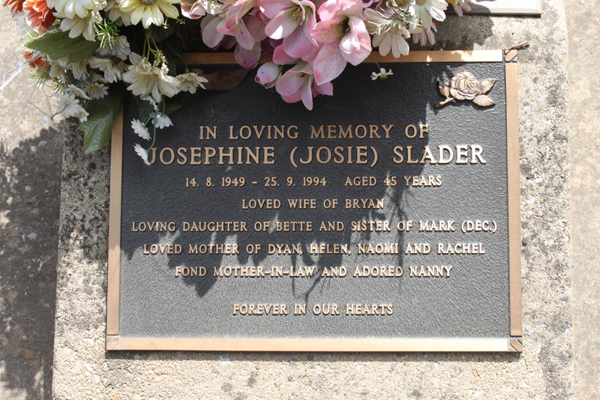 IN LOVING MEMORY OF
JOSEPHINE (JOSIE) SLADER
14. 8. 1949 - 25. 9. 1994 AGED 45 YEARS
LOVED WIFE OF BRYAN
LOVING DAUGHTER OF BETTE AND SISTER OF MARK (DEC.)
LOVED MOTHER OF DYAN, HELEN, NAOMI AND RACHEL
FOND MOTHER-IN-LAW AND ADORED NANNY
FOREVER IN OUR HEARTS